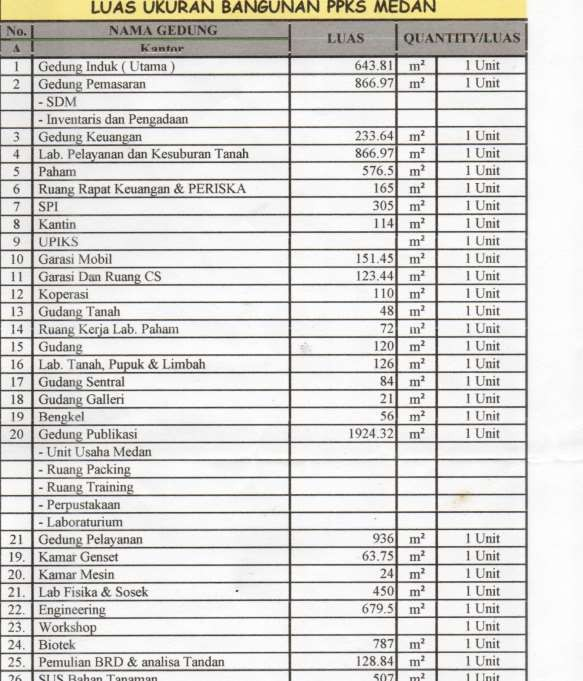 LUAS UKURAN BANGUNAN PPKS MEDAN
No. NAMA GEDUNG LUAS QUANTITY/LUAS
A Kantor
1 Gedung Induk ( Utama ) 643.81 m² 1 Unit
2 Gedung Pemasaran 866.97 m² 1 Unit
- SDM
- Inventaris dan Pengadaan
3 Gedung Keuangan 233.64 m² 1 Unit
4 Lab. Pelayanan dan Kesuburan Tanah 866.97 m² 1 Unit
5 Paham 576.5 m² 1 Unit
6 Ruang Rapat Keuangan & PERISKA 165 m² 1 Unit
7 SPI 305 m² 1 Unit
8 Kantin 114 m² 1 Unit
9 UPIKS m² 1 Unit
10 Garasi Mobil 151.45 m² 1 Unit
11 Garasi Dan Ruang CS 123.44 m² 1 Unit
12 Koperasi 110 m² 1 Unit
13 Gudang Tanah 48 m² 1 Unit
14 Ruang Kerja Lab. Paham 72 m² 1 Unit
15 Gudang 120 m² 1 Unit
16 Lab. Tanah, Pupuk & Limbah 126 m² 1 Unit
17 Gudang Sentral 84 m² 1 Unit
18 Gudang Galleri 21 m² 1 Unit
19 Bengkel 56 m² 1 Unit
20 Gedung Publikasi 1924.32 m² 1 Unit
- Unit Usaha Medan
- Ruang Packing
- Ruang Training
- Perpustakaan
- Laboraturium
21 Gedung Pelayanan 936 m² 1 Unit
19. Kamar Genset 63.75 m² 1 Unit
20. Kamar Mesin 24 m² 1 Unit
21. Lab Fisika & Sosek 450 m² 1 Unit
22. Engineering 679.5 m² 1 Unit
23. Workshop 1 Unit
24. Biotek 787 m² 1 Unit
25. Pemulian BRD & analisa Tandan 128.84 m² 1 Unit
26. SUS Bahan Tanaman 507 m² 1 Unit